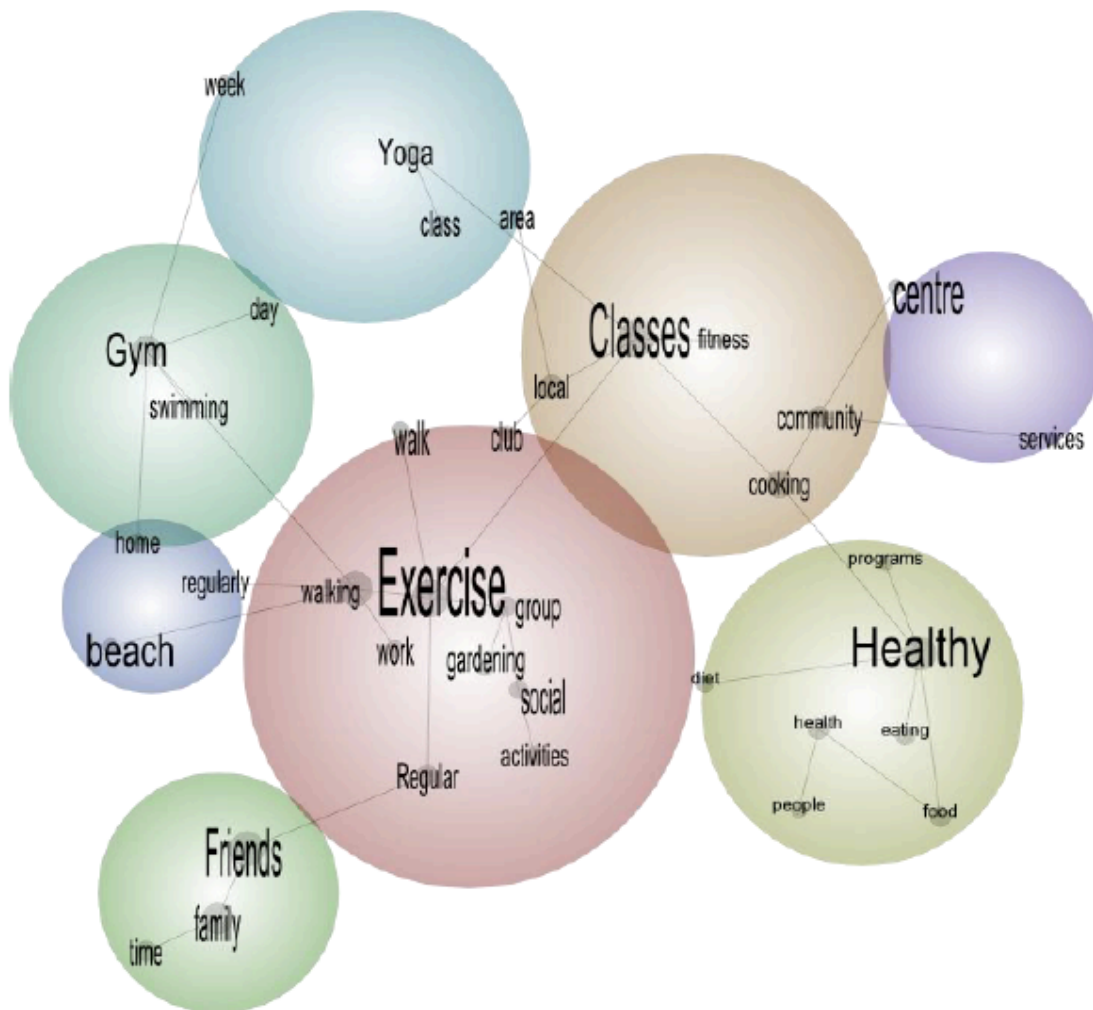 week
Yoga
class
area
centre
day
Gym
Classes
fitness
swimming
local
community
services
walk
club
cooking
home
programs
regularly
walking
Exercise
group
beach
work
gardening
Healthy
diet
social
health
eating
activities
Regular
people
food
Friends
family
time